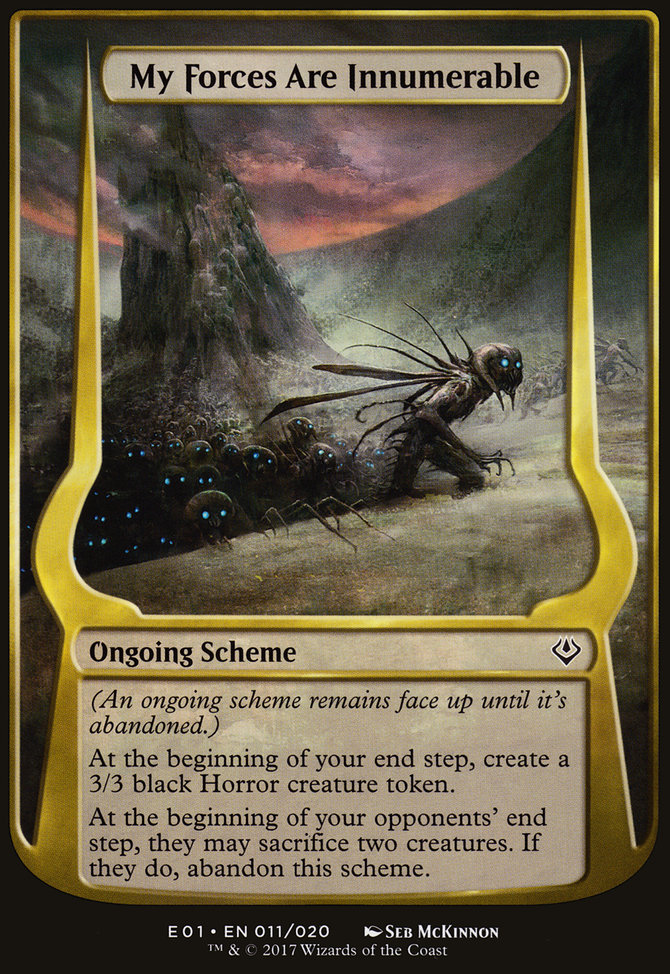 My Forces Are Innumerable
Ongoing Scheme
(An ongoing scheme remains face up until it's
abandoned.)
At the beginning of your end step, create a
3/3 black Horror creature token.
At the beginning of your opponents' end
step, they may sacrifice two creatures. If
they do, abandon this scheme.
E01 • EN 011/020 Seb McKinnon
™ & © 2017 Wizards of the Coast